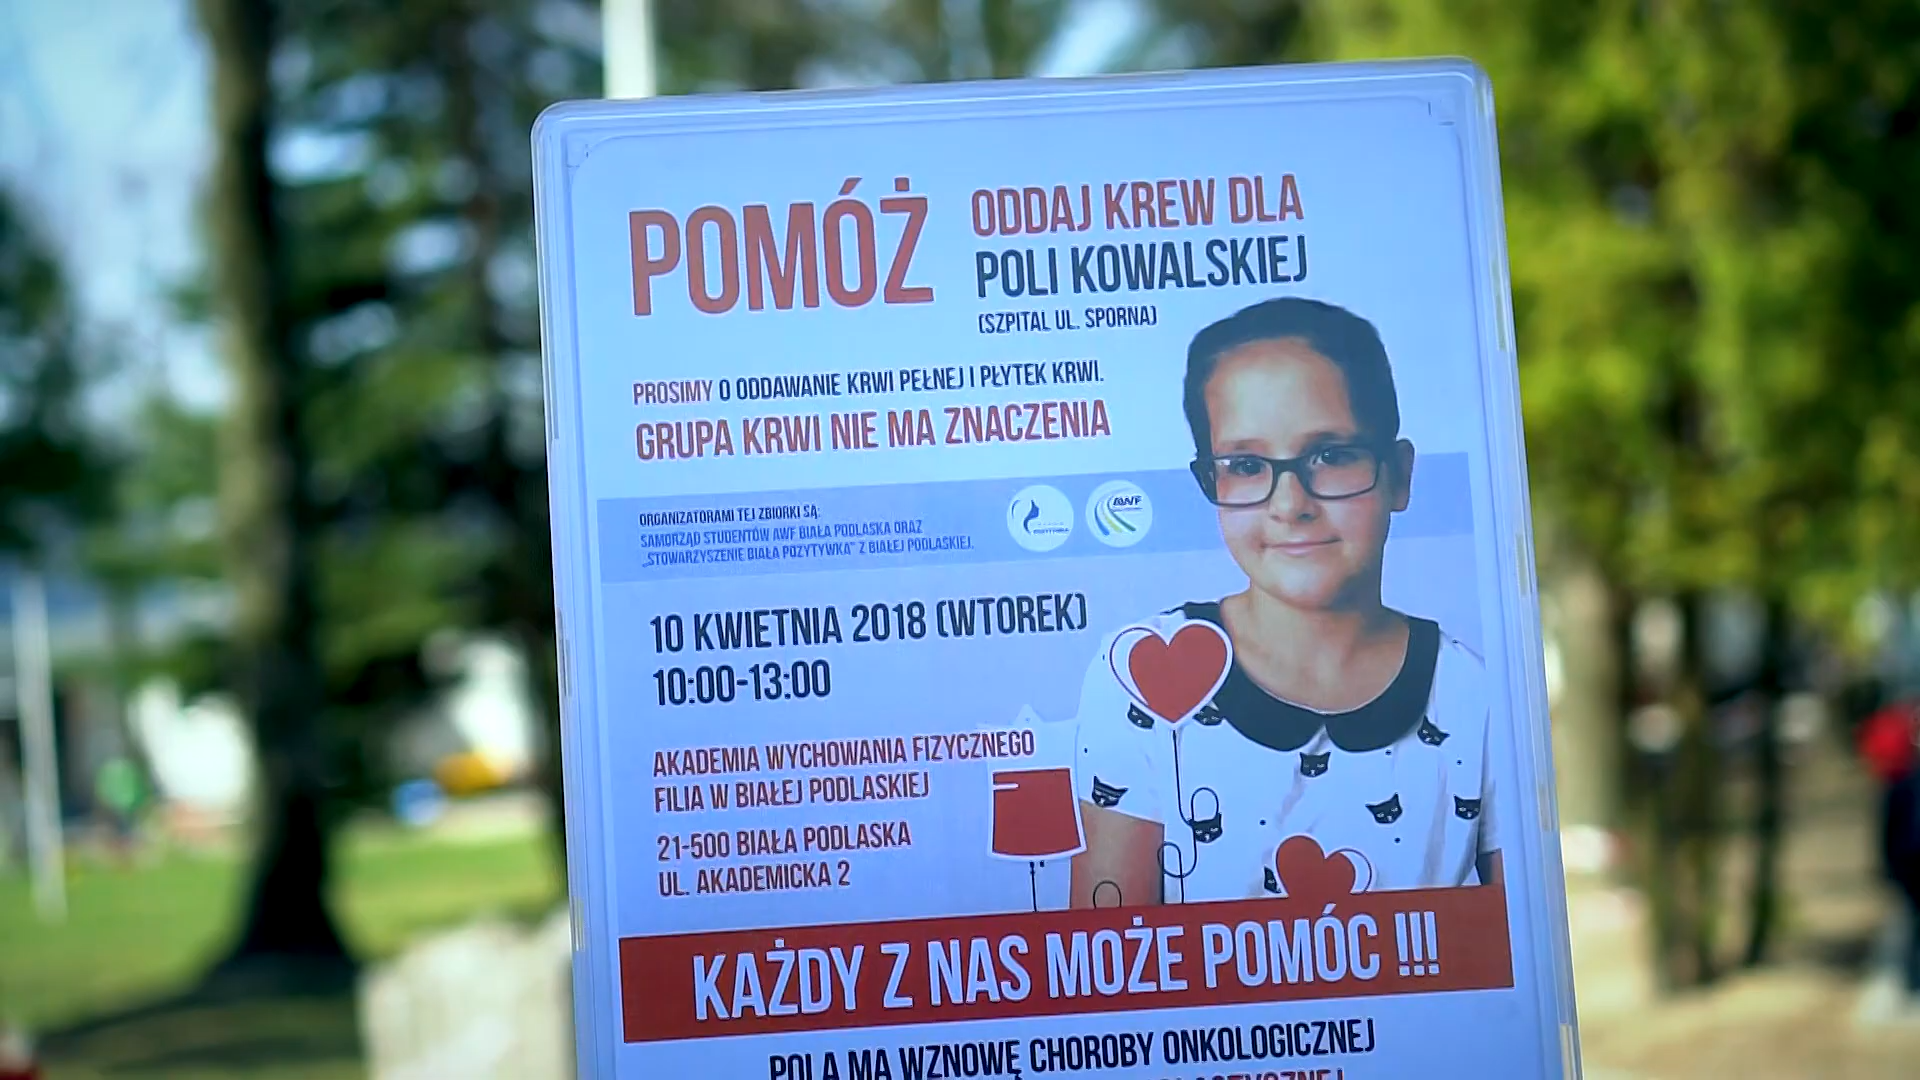 POMÓŻ
ODDAJ KREW DLA
POLI KOWALSKIEJ
(SZPITAL UL. SPORNA)
PROSIMY O ODDAWANIE KRWI PEŁNEJ I PŁYTEK KRWI.
GRUPA KRWI NIE MA ZNACZENIA
ORGANIZATORAMI TEJ ZBIORKI SĄ:
SAMORZĄD STUDENTÓW AWF BIAŁA PODLASKA ORAZ
„STOWARZYSZENIE BIAŁA POZYTYWKA" Z BIAŁEJ PODLASKIEJ.
AWF
10 KWIETNIA 2018 (WTOREK)
10:00-13:00
AKADEMIA WYCHOWANIA FIZYCZNEGO
FILIA W BIAŁEJ PODLASKIEJ
21-500 BIAŁA PODLASKA
UL. AKADEMICKA 2
KAŻDY Z NAS MOŻE POMÓC !!!
POLA MA WZNOWĘ CHOROBY ONKOLOGICZNEJ